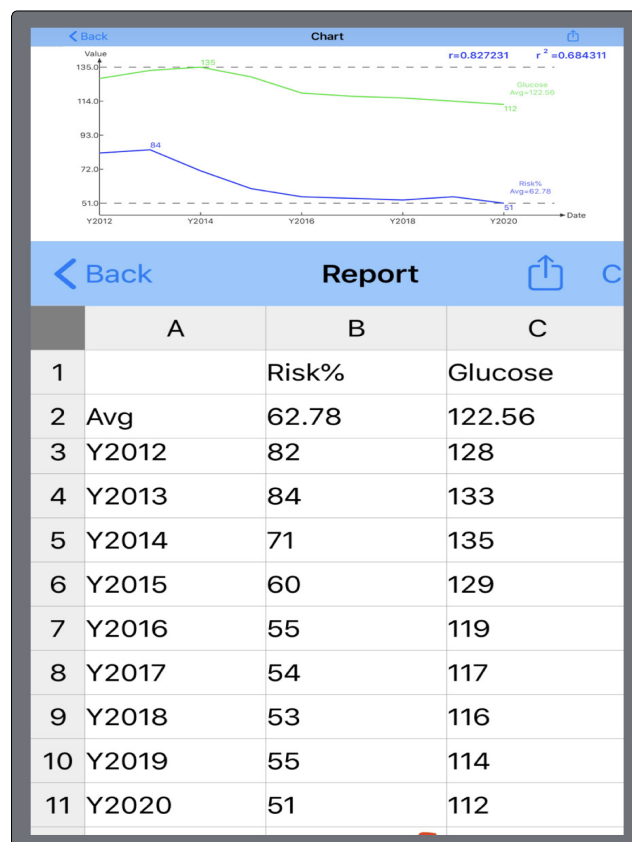 Back Chart
Value
r=0.827231 r²=0.684311
135.0
135
Glucose
Avg=122.56
114.0
112
93.0
84
72.0
Risk%
Avg=62.78
51.0
51
Date
Y2012 Y2014 Y2016 Y2018 Y2020
Back Report C
A B C
1 Risk% Glucose
2 Avg 62.78 122.56
3 Y2012 82 128
4 Y2013 84 133
5 Y2014 71 135
6 Y2015 60 129
7 Y2016 55 119
8 Y2017 54 117
9 Y2018 53 116
10 Y2019 55 114
11 Y2020 51 112